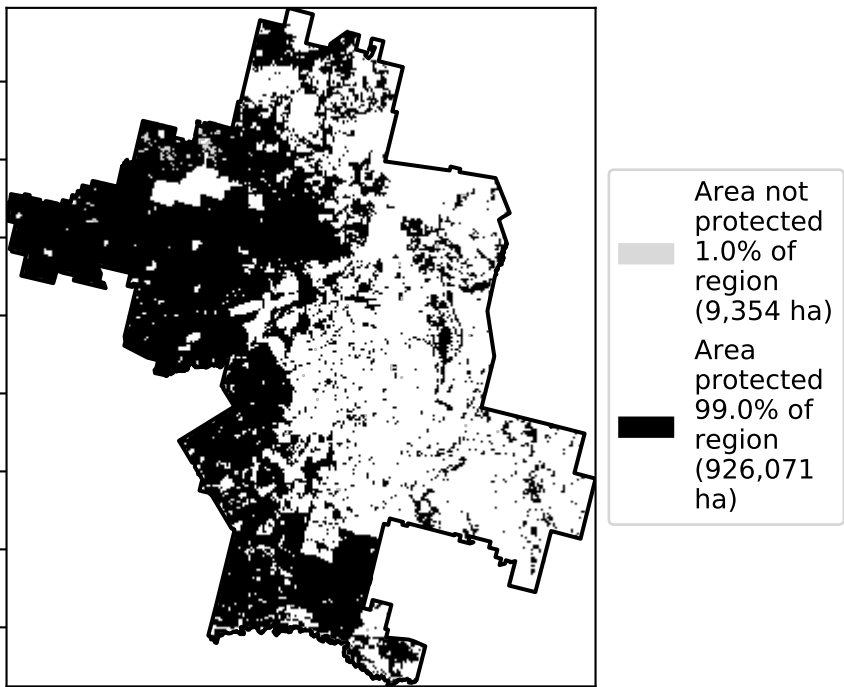 Area not
protected
1.0% of
region
(9,354 ha)
Area
protected
99.0% of
region
(926,071
ha)